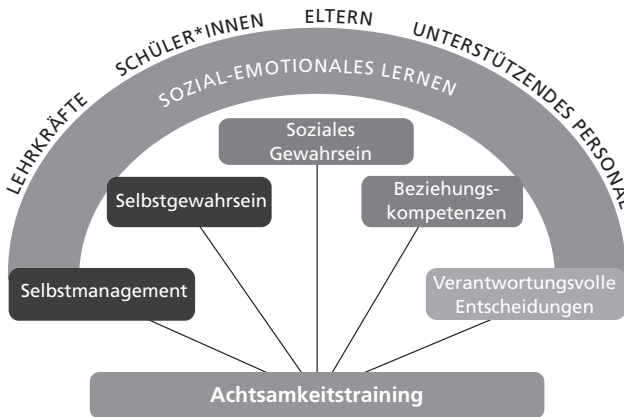 LEHRKRÄFTE
SCHÜLER*INNEN
ELTERN
UNTERSTÜTZENDES PERSONAL
SOZIAL-EMOTIONALES LERNEN
Soziales
Gewahrsein
Selbstgewahrsein
Beziehungs-
kompetenzen
Selbstmanagement
Verantwortungsvolle
Entscheidungen
Achtsamkeitstraining